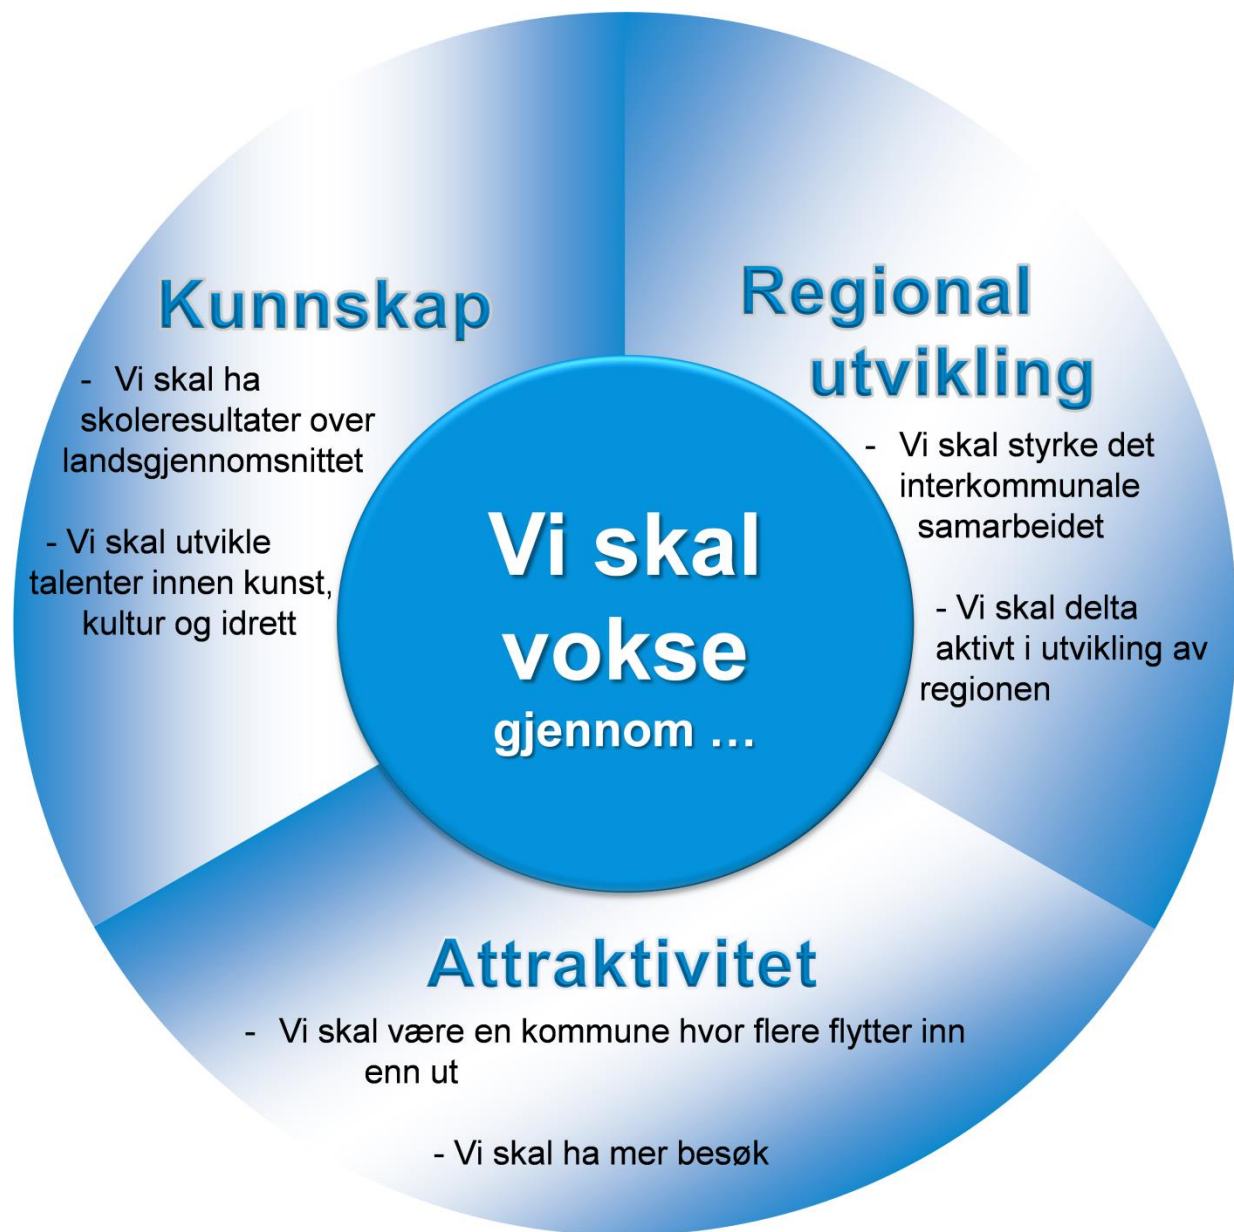 Kunnskap
- Vi skal ha
skoleresultater over
landsgjennomsnittet
- Vi skal utvikle
talenter innen kunst,
kultur og idrett
Regional
utvikling
- Vi skal styrke det
interkommunale
samarbeidet
- Vi skal delta
aktivt i utvikling av
regionen
Vi skal
vokse
gjennom ...
Attraktivitet
- Vi skal være en kommune hvor flere flytter inn
enn ut
- Vi skal ha mer besøk